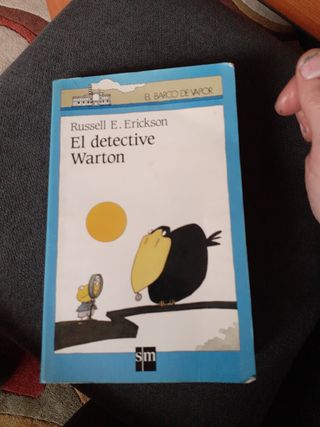 EL BARCO DE VAPOR
Russell E. Erickson
El detective
Warton
sm